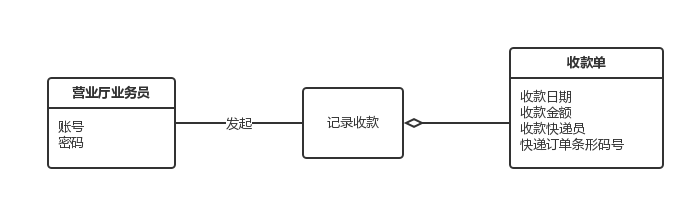 营业厅业务员
账号
密码
发起
记录收款
收款单
收款日期
收款金额
收款快递员
快递订单条形码号